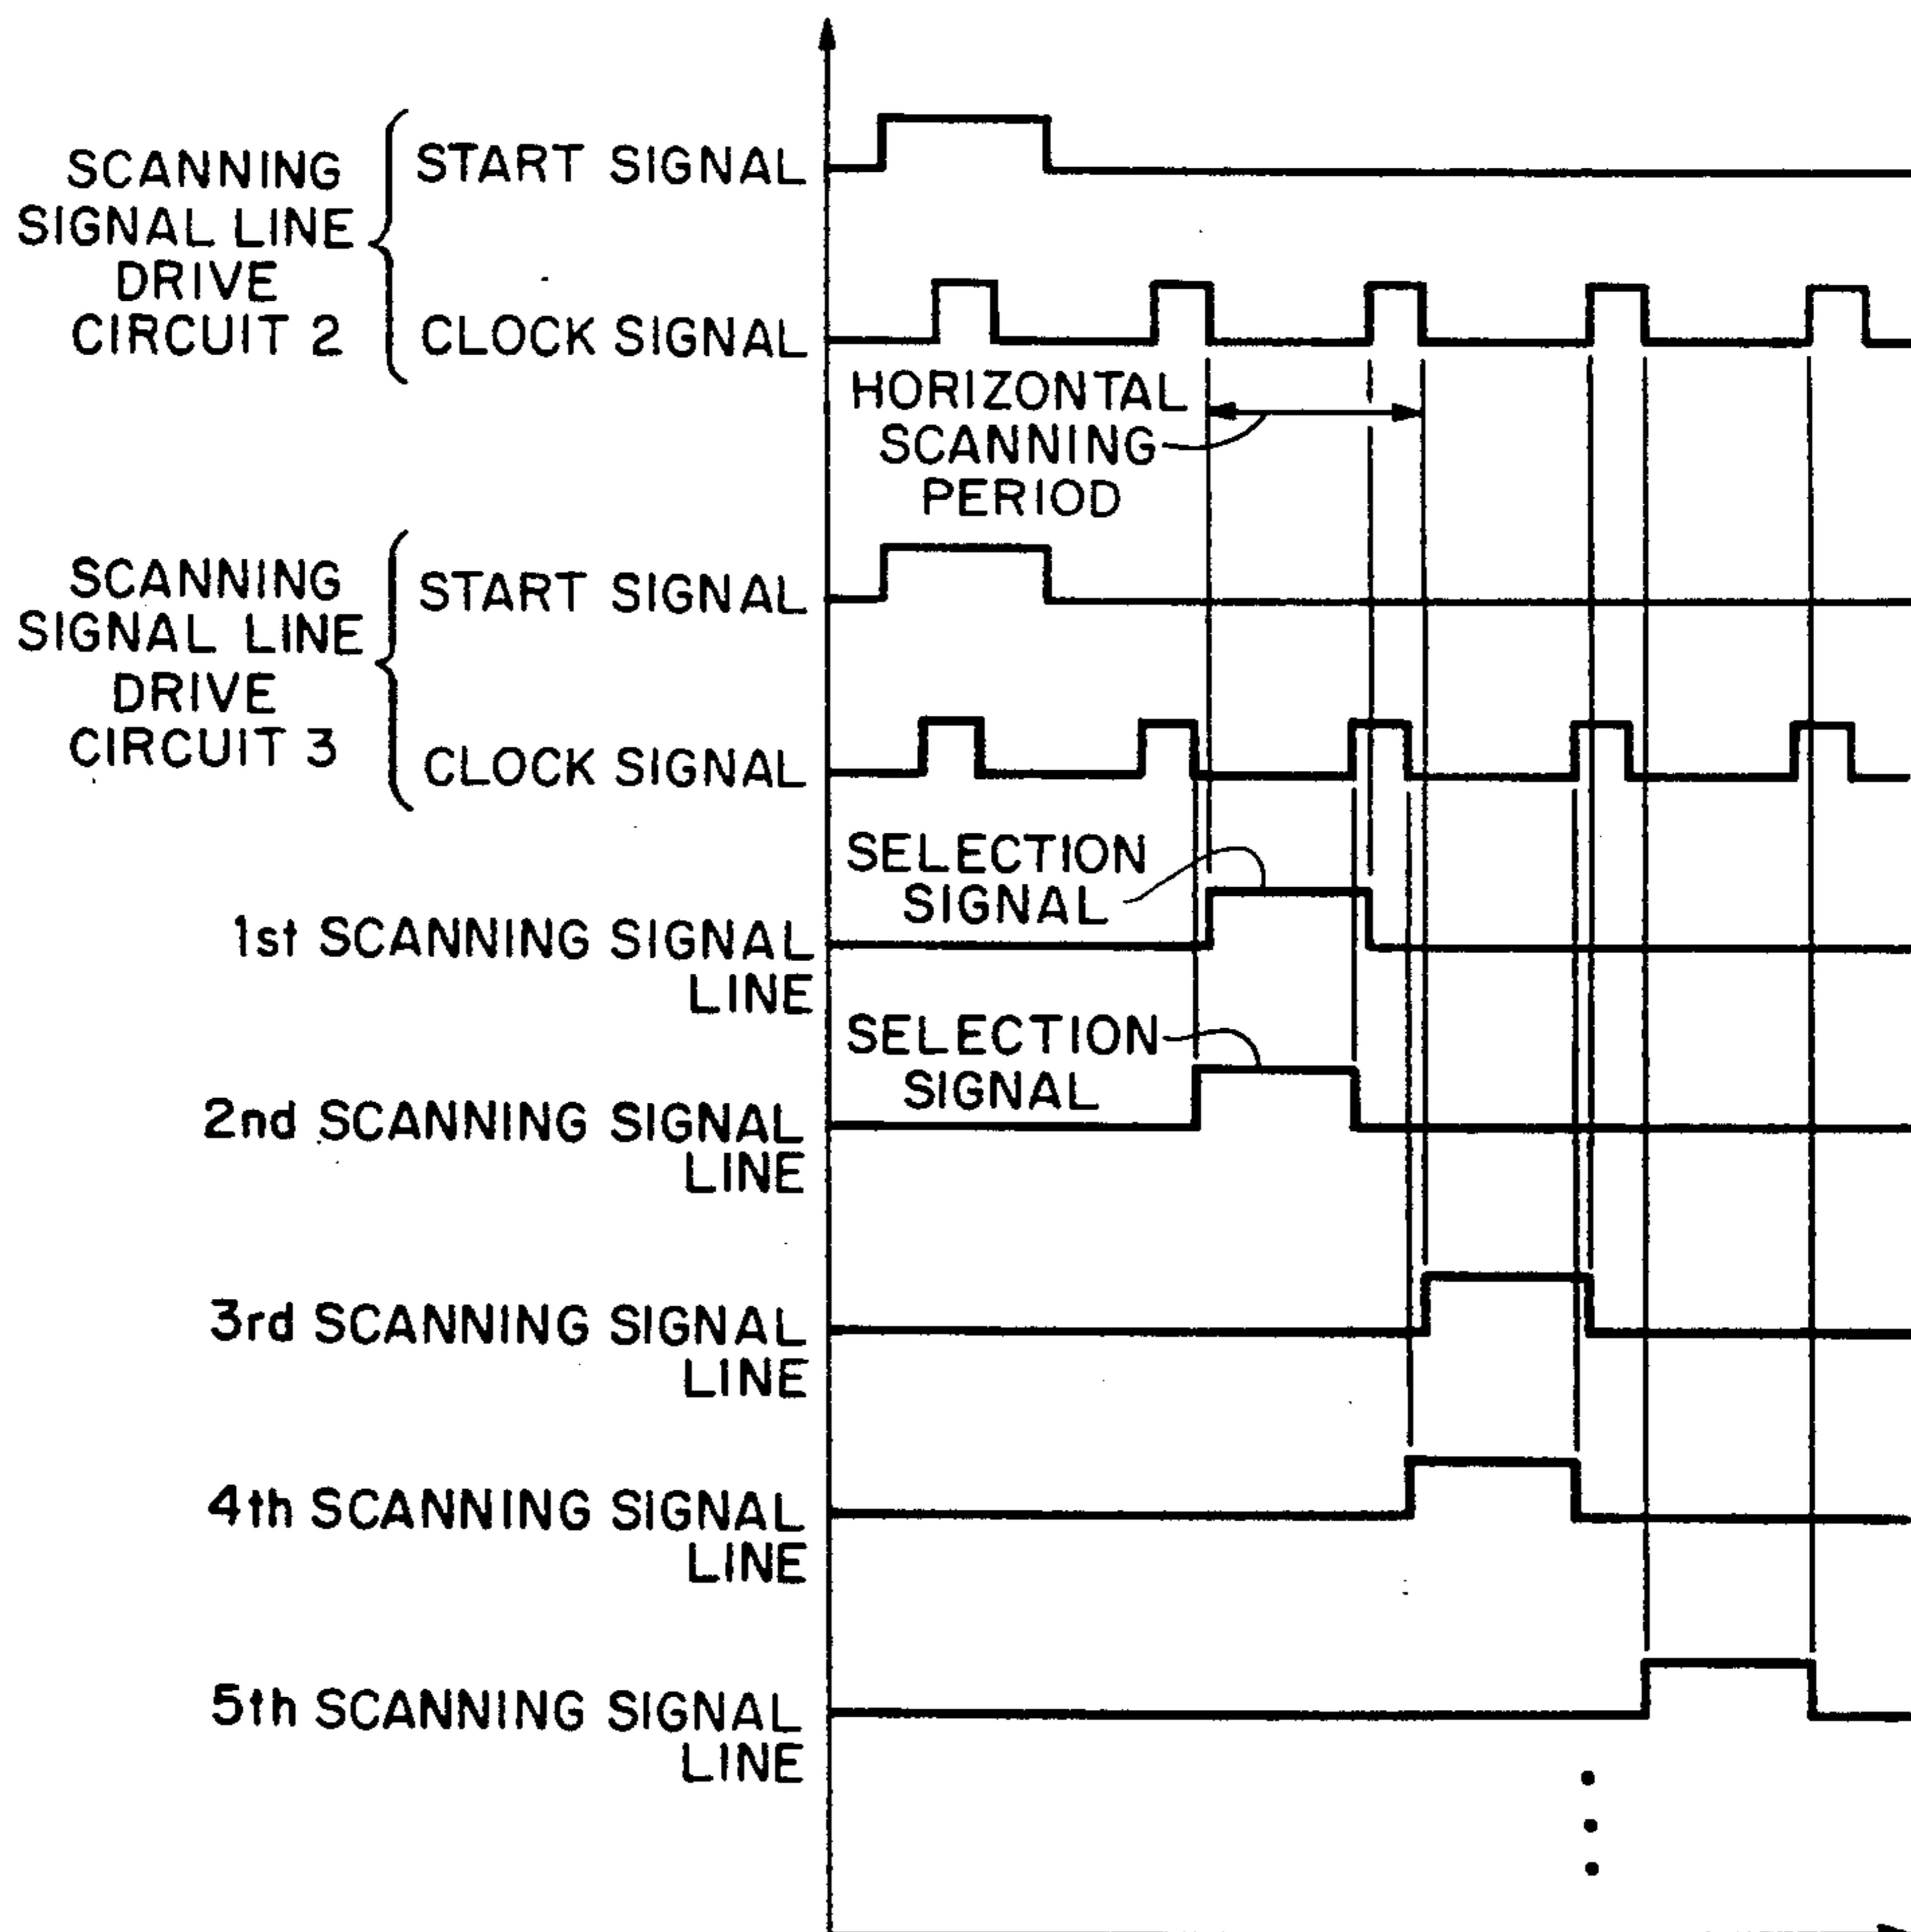 SCANNING
SIGNAL LINE
DRIVE
CIRCUIT 2
START SIGNAL
CLOCK SIGNAL
HORIZONTAL
SCANNING
PERIOD
SCANNING
SIGNAL LINE
DRIVE
CIRCUIT 3
START SIGNAL
CLOCK SIGNAL
SELECTION
SIGNAL
1st SCANNING SIGNAL
LINE
SELECTION
SIGNAL
2nd SCANNING SIGNAL
LINE
3rd SCANNING SIGNAL
LINE
4th SCANNING SIGNAL
LINE
5th SCANNING SIGNAL
LINE